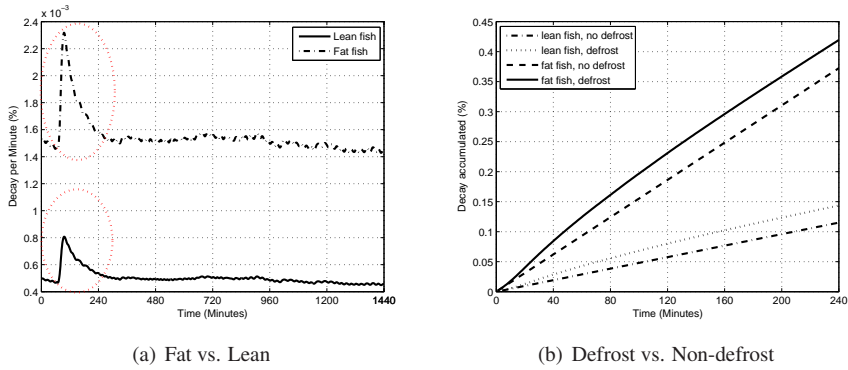 x 10⁻³
2.4%
2.2%
2%
1.8%
1.6%
1.4%
1.2%
1%
0.8%
0.6%
0.4%
Decay per Minute (%)
Lean fish
Fat fish
0 240 480 720 960 1200 1440
Time (Minutes)
(a) Fat vs. Lean
0.45
0.4
0.35
0.3
0.25
0.2
0.15
0.1
0.05
0
Decay accumulated (%)
lean fish, no defrost
lean fish, defrost
fat fish, no defrost
fat fish, defrost
0 40 80 120 160 200 240
Time (Minutes)
(b) Defrost vs. Non-defrost